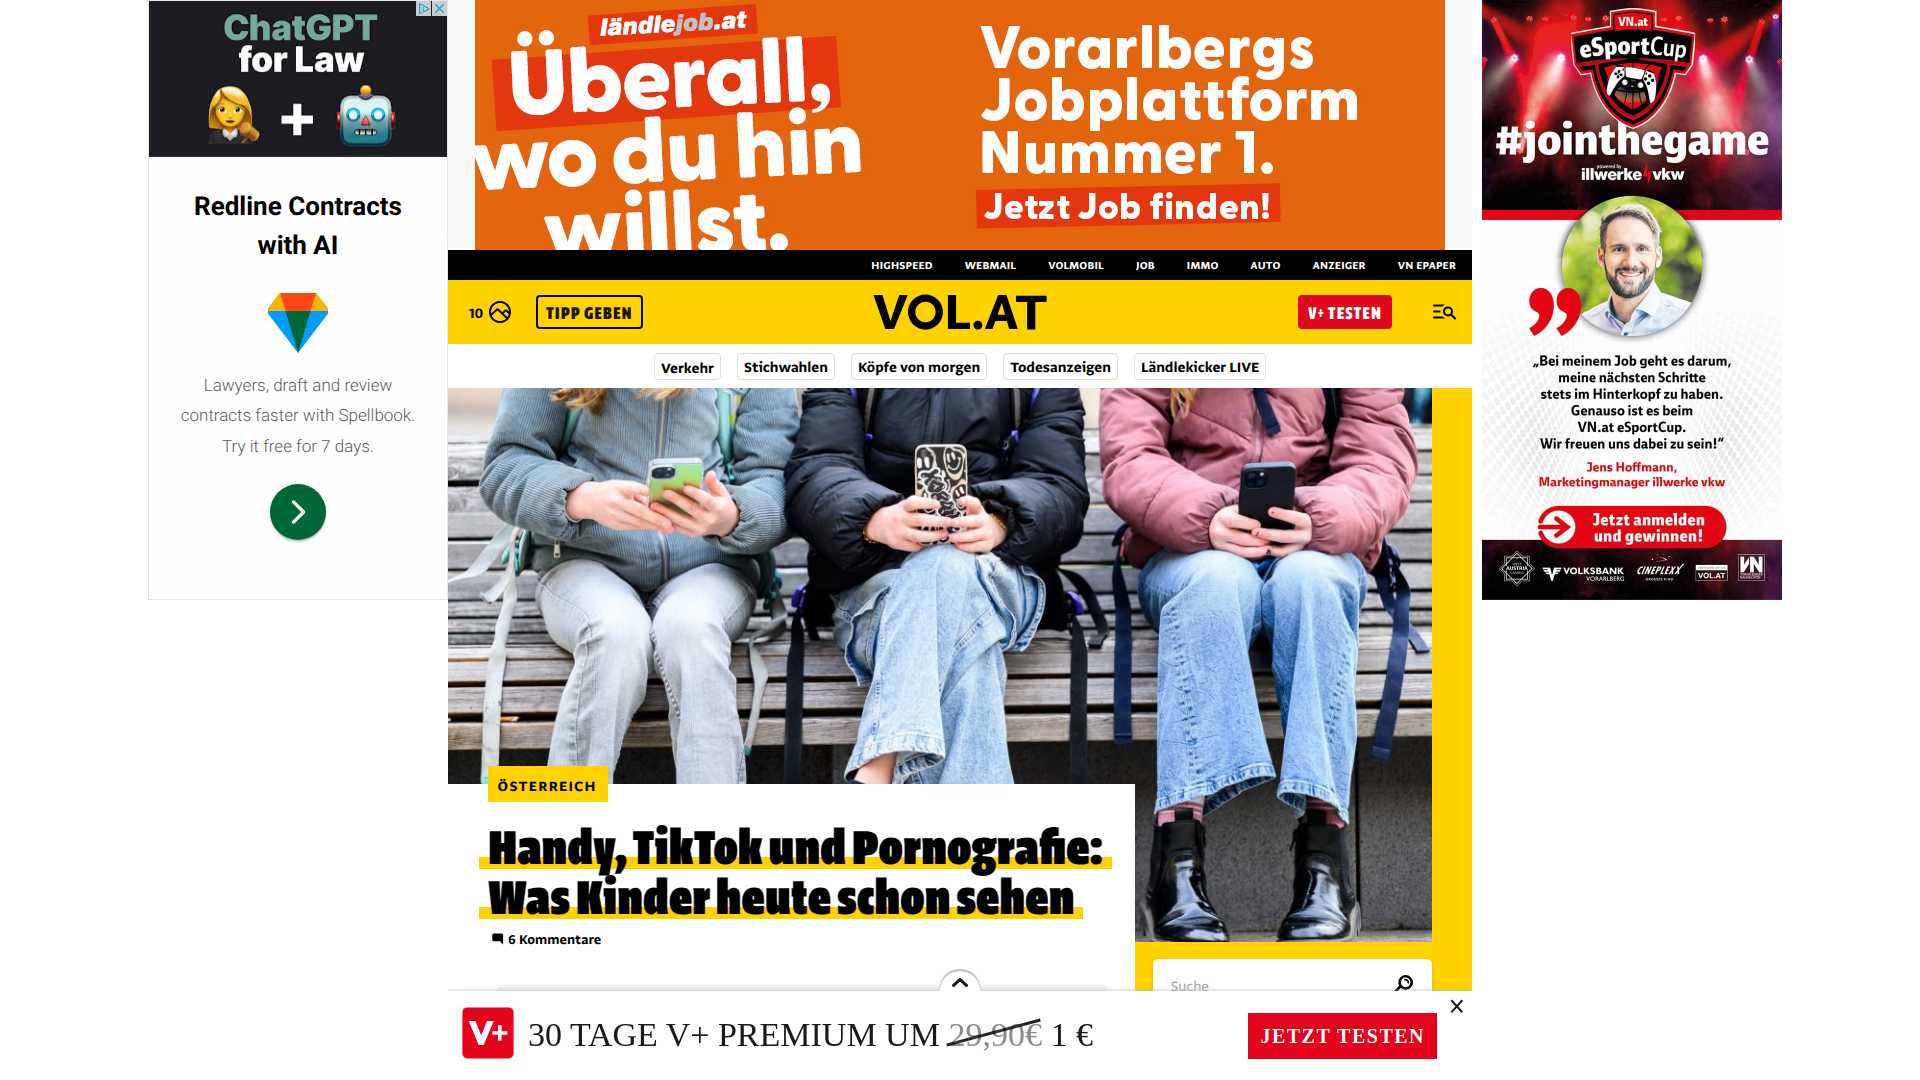 ChatGPT
for Law
Redline Contracts
with AI
Lawyers, draft and review
contracts faster with Spellbook.
Try it free for 7 days.
ländlejob.at
Überall,
wo du hin
willst.
Vorarlbergs
Jobplattform
Nummer 1.
Jetzt Job finden!
HIGHSPEED WEBMAIL VOLMOBIL JOB IMMO AUTO ANZEIGER VN EPAPER
10 TIPP GEBEN VOL.AT V+ TESTEN
Verkehr Stichwahlen Köpfe von morgen Todesanzeigen Ländlekicker LIVE
ÖSTERREICH
Handy, TikTok und Pornografie:
Was Kinder heute schon sehen
6 Kommentare
Suche
V+ 30 TAGE V+ PREMIUM UM 29,90€ 1 €
JETZT TESTEN
VN.at
eSportCup
#jointhegame
powered by
illwerke vkw
„Bei meinem Job geht es darum,
meine nächsten Schritte
stets im Hinterkopf zu haben.
Genauso ist es beim
VN.at eSportCup.
Wir freuen uns dabei zu sein!“
Jens Hoffmann,
Marketingmanager illwerke vkw
Jetzt anmelden
und gewinnen!
VOLKSBANK
VORARLBERG
CINEPLEXX
VOL.AT
VN